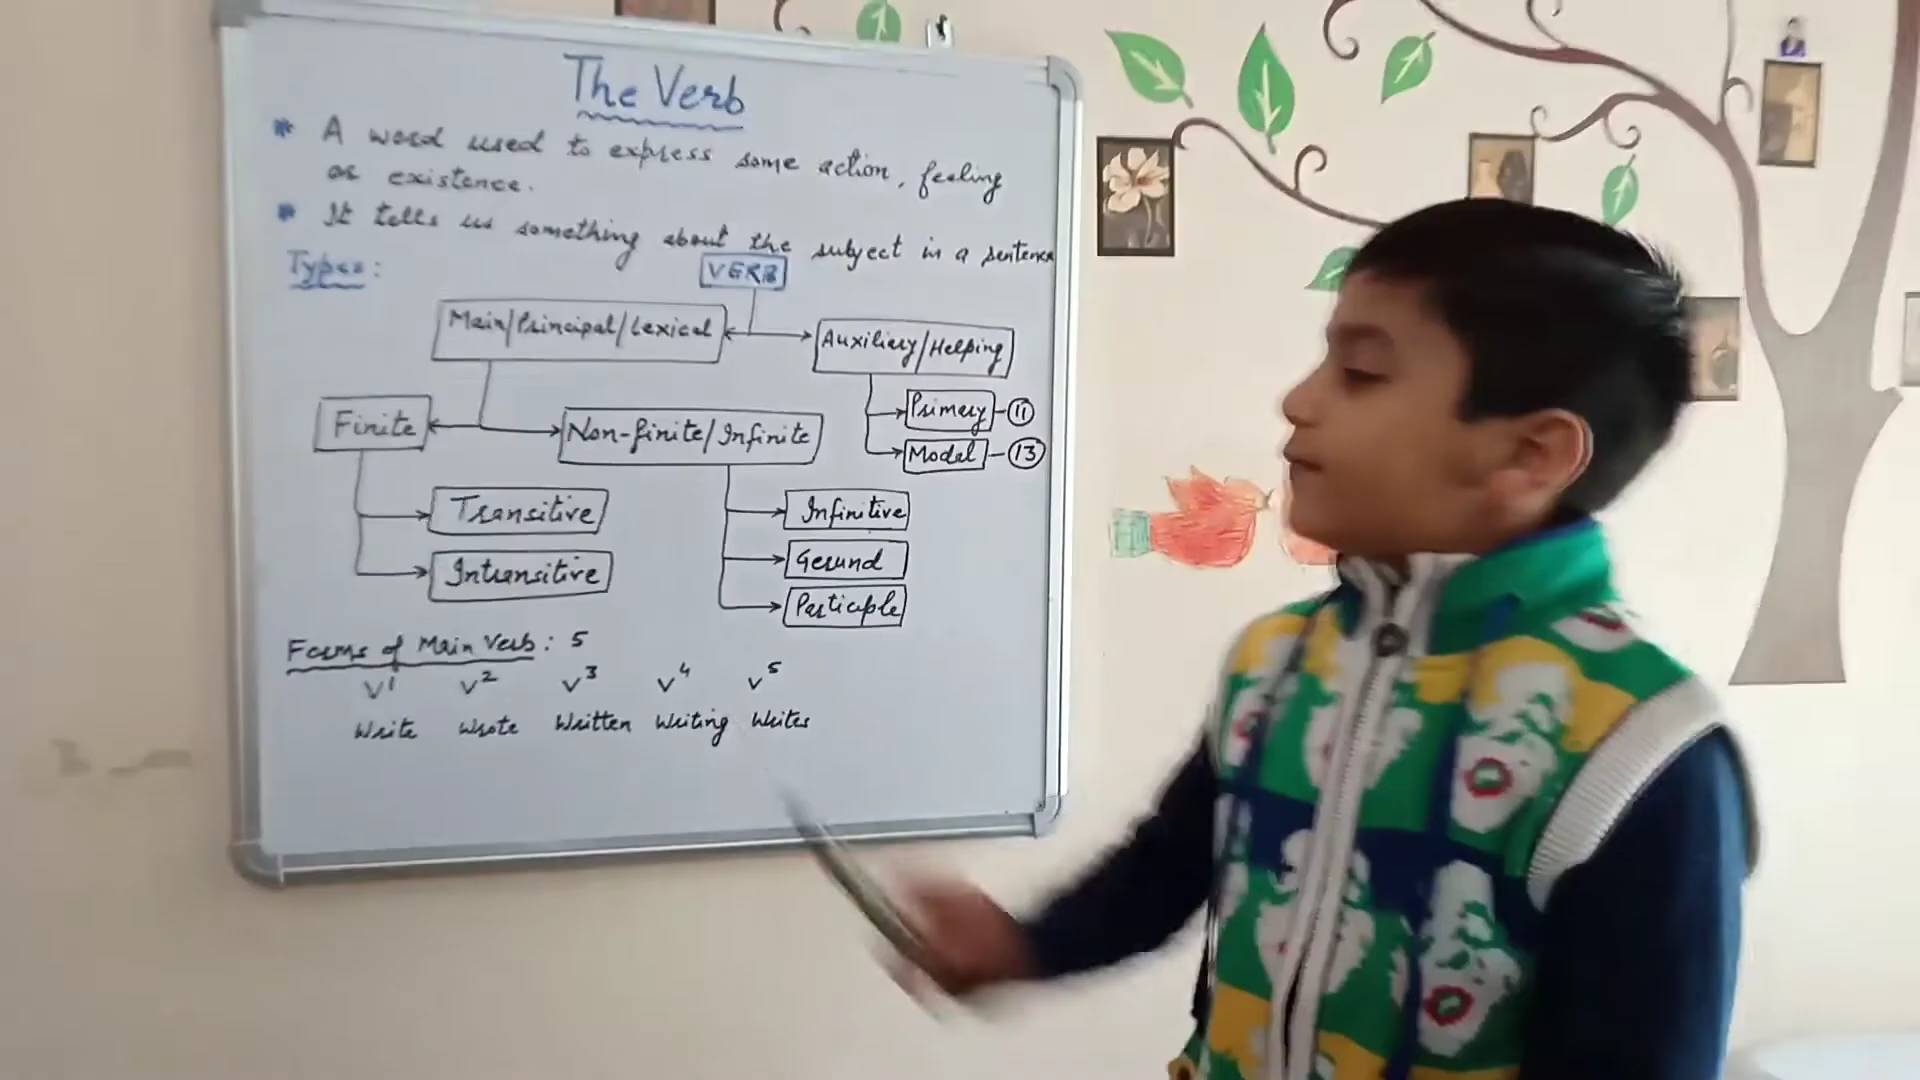 The Verb
* A word used to express some action, feeling
or existence.
* It tells us something about the subject in a sentence
Types:
VERB
Main/Principal/Lexical
Auxiliary/Helping
Primary - 11
Model - 13
Finite
Non-finite/Infinite
Transitive
Intransitive
Infinitive
Gerund
Participle
Forms of Main Verb: 5
V1 V2 V3 V4 V5
Write Wrote Written Writing Writes